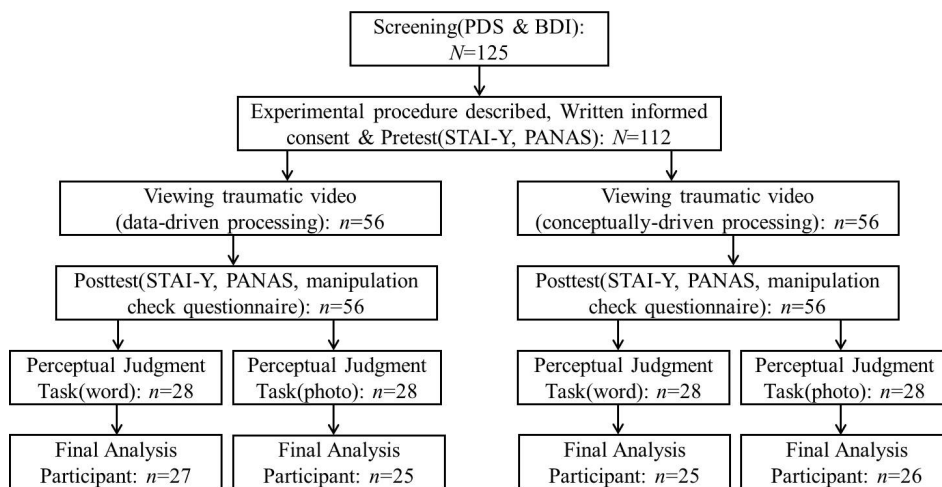 Screening(PDS & BDI):
N=125
Experimental procedure described, Written informed
consent & Pretest(STAI-Y, PANAS): N=112
Viewing traumatic video
(data-driven processing): n=56
Viewing traumatic video
(conceptually-driven processing): n=56
Posttest(STAI-Y, PANAS, manipulation
check questionnaire): n=56
Posttest(STAI-Y, PANAS, manipulation
check questionnaire): n=56
Perceptual Judgment
Task(word): n=28
Perceptual Judgment
Task(photo): n=28
Perceptual Judgment
Task(word): n=28
Perceptual Judgment
Task(photo): n=28
Final Analysis
Participant: n=27
Final Analysis
Participant: n=25
Final Analysis
Participant: n=25
Final Analysis
Participant: n=26